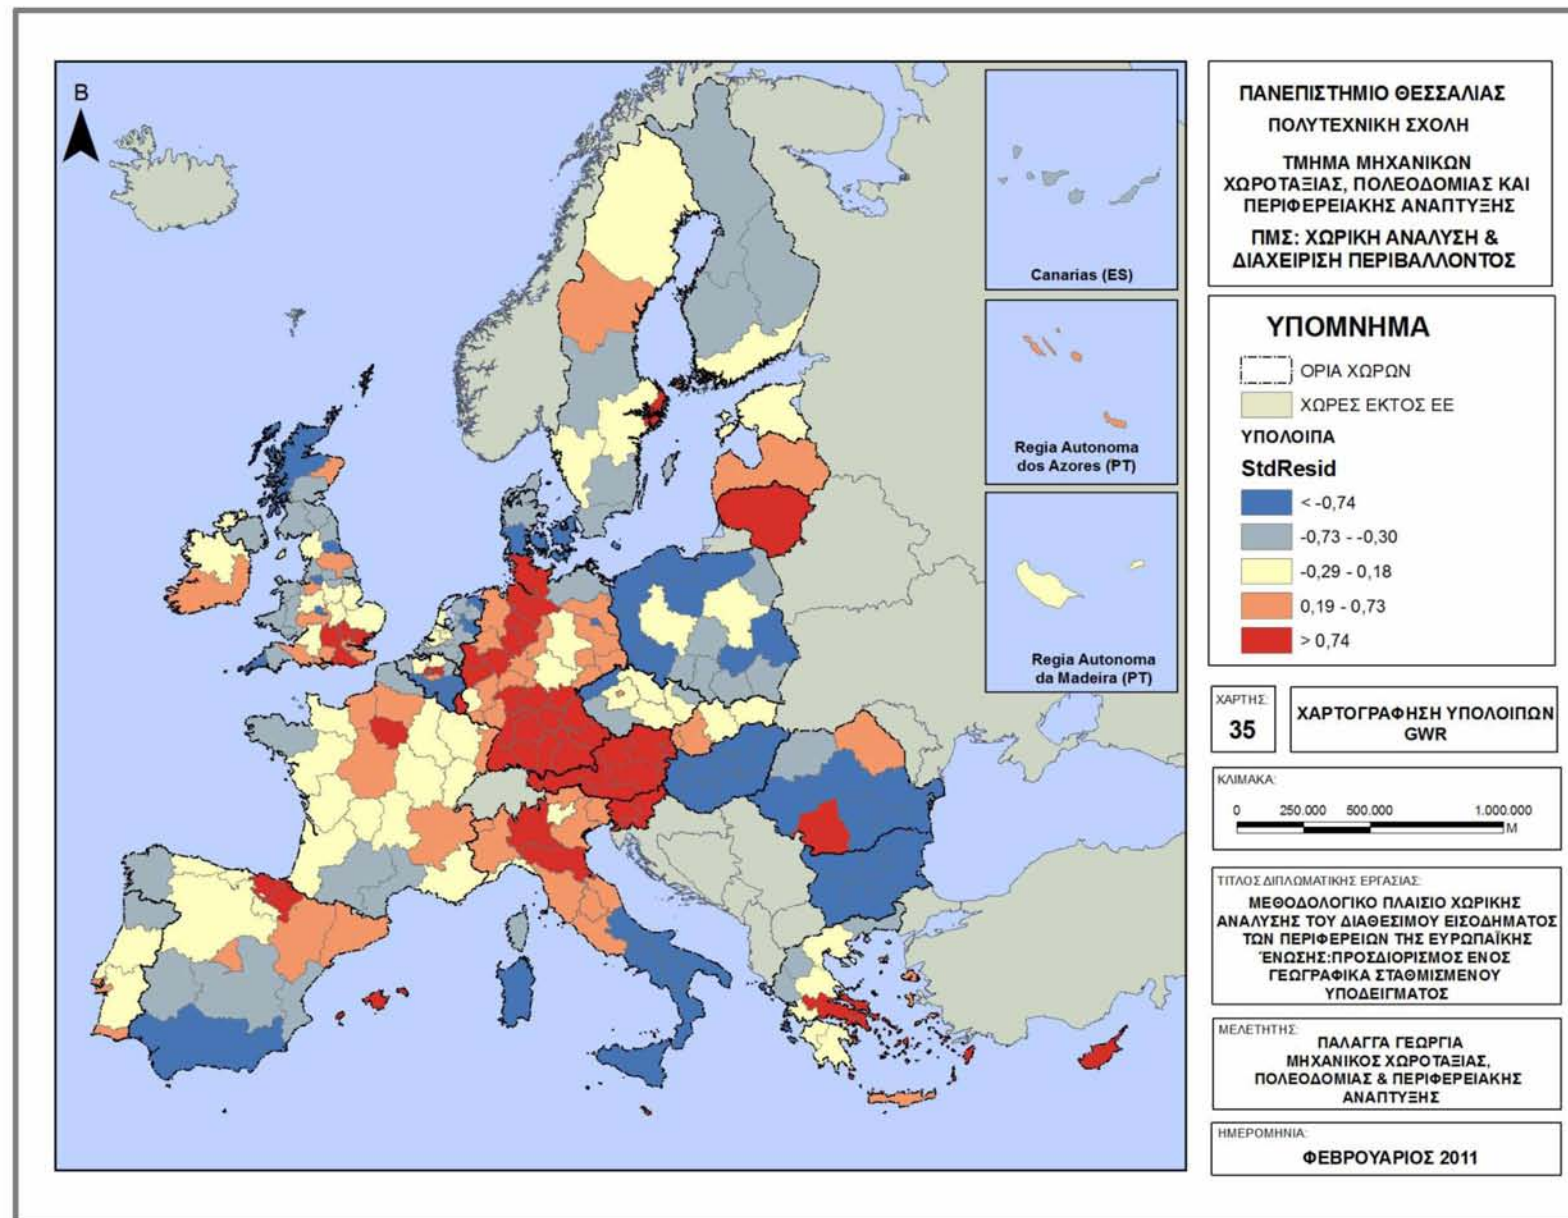 Β
Canarias (ES)
Regia Autonoma
dos Azores (PT)
Regia Autonoma
da Madeira (PT)
ΠΑΝΕΠΙΣΤΗΜΙΟ ΘΕΣΣΑΛΙΑΣ
ΠΟΛΥΤΕΧΝΙΚΗ ΣΧΟΛΗ
ΤΜΗΜΑ ΜΗΧΑΝΙΚΩΝ
ΧΩΡΟΤΑΞΙΑΣ, ΠΟΛΕΟΔΟΜΙΑΣ ΚΑΙ
ΠΕΡΙΦΕΡΕΙΑΚΗΣ ΑΝΑΠΤΥΞΗΣ
ΠΜΣ: ΧΩΡΙΚΗ ΑΝΑΛΥΣΗ &
ΔΙΑΧΕΙΡΙΣΗ ΠΕΡΙΒΑΛΛΟΝΤΟΣ
ΥΠΟΜΝΗΜΑ
ΟΡΙΑ ΧΩΡΩΝ
ΧΩΡΕΣ ΕΚΤΟΣ ΕΕ
ΥΠΟΛΟΙΠΑ
StdResid
< -0,74
-0,73 - -0,30
-0,29 - 0,18
0,19 - 0,73
> 0,74
ΧΑΡΤΗΣ:
35
ΧΑΡΤΟΓΡΑΦΗΣΗ ΥΠΟΛΟΙΠΩΝ
GWR
ΚΛΙΜΑΚΑ:
0 250.000 500.000 1.000.000
M
ΤΙΤΛΟΣ ΔΙΠΛΩΜΑΤΙΚΗΣ ΕΡΓΑΣΙΑΣ:
ΜΕΘΟΔΟΛΟΓΙΚΟ ΠΛΑΙΣΙΟ ΧΩΡΙΚΗΣ
ΑΝΑΛΥΣΗΣ ΤΟΥ ΔΙΑΘΕΣΙΜΟΥ ΕΙΣΟΔΗΜΑΤΟΣ
ΤΩΝ ΠΕΡΙΦΕΡΕΙΩΝ ΤΗΣ ΕΥΡΩΠΑΪΚΗΣ
ΈΝΩΣΗΣ:ΠΡΟΣΔΙΟΡΙΣΜΟΣ ΕΝΟΣ
ΓΕΩΓΡΑΦΙΚΑ ΣΤΑΘΜΙΣΜΕΝΟΥ
ΥΠΟΔΕΙΓΜΑΤΟΣ
ΜΕΛΕΤΗΤΗΣ:
ΠΑΛΑΓΓΑ ΓΕΩΡΓΙΑ
ΜΗΧΑΝΙΚΟΣ ΧΩΡΟΤΑΞΙΑΣ,
ΠΟΛΕΟΔΟΜΙΑΣ & ΠΕΡΙΦΕΡΕΙΑΚΗΣ
ΑΝΑΠΤΥΞΗΣ
ΗΜΕΡΟΜΗΝΙΑ:
ΦΕΒΡΟΥΑΡΙΟΣ 2011